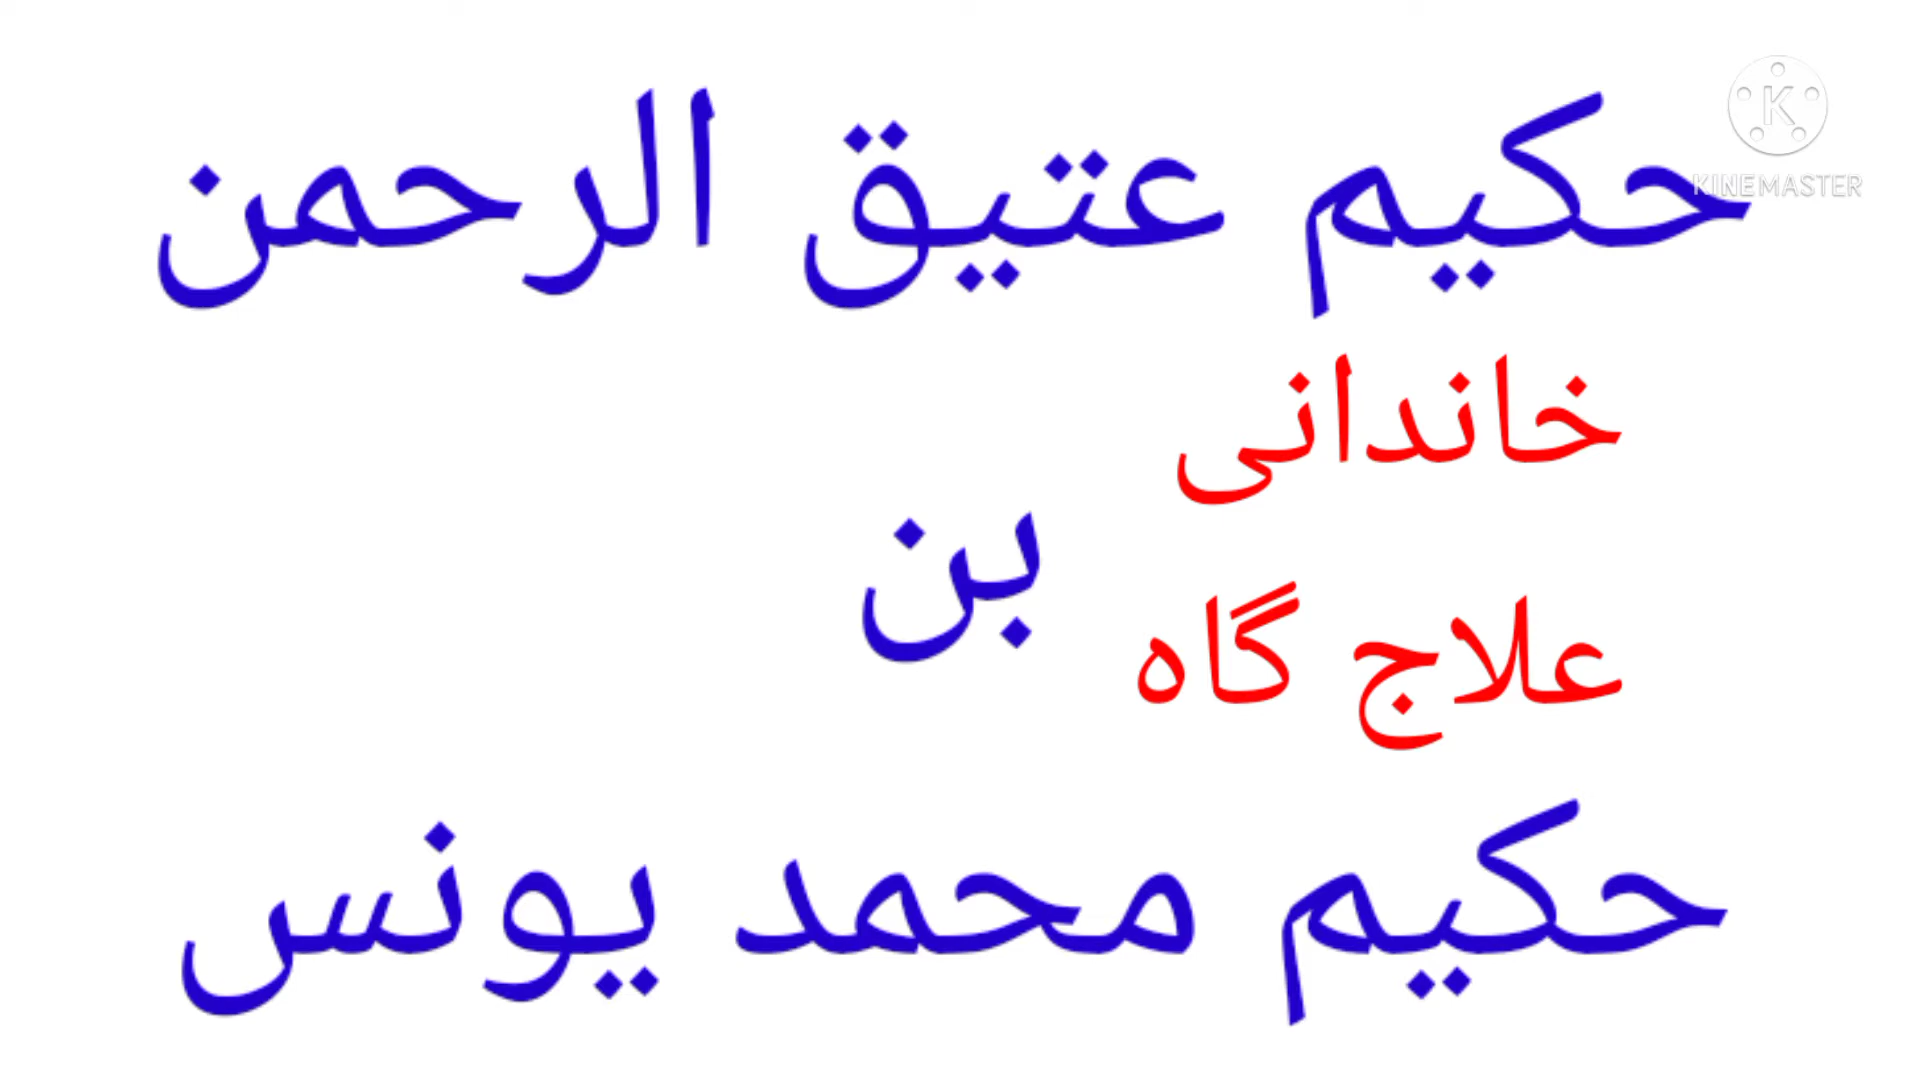 حکیم عتیق الرحمن
KINEMASTER
خاندانی
بن
علاج گاہ
حکیم محمد یونس